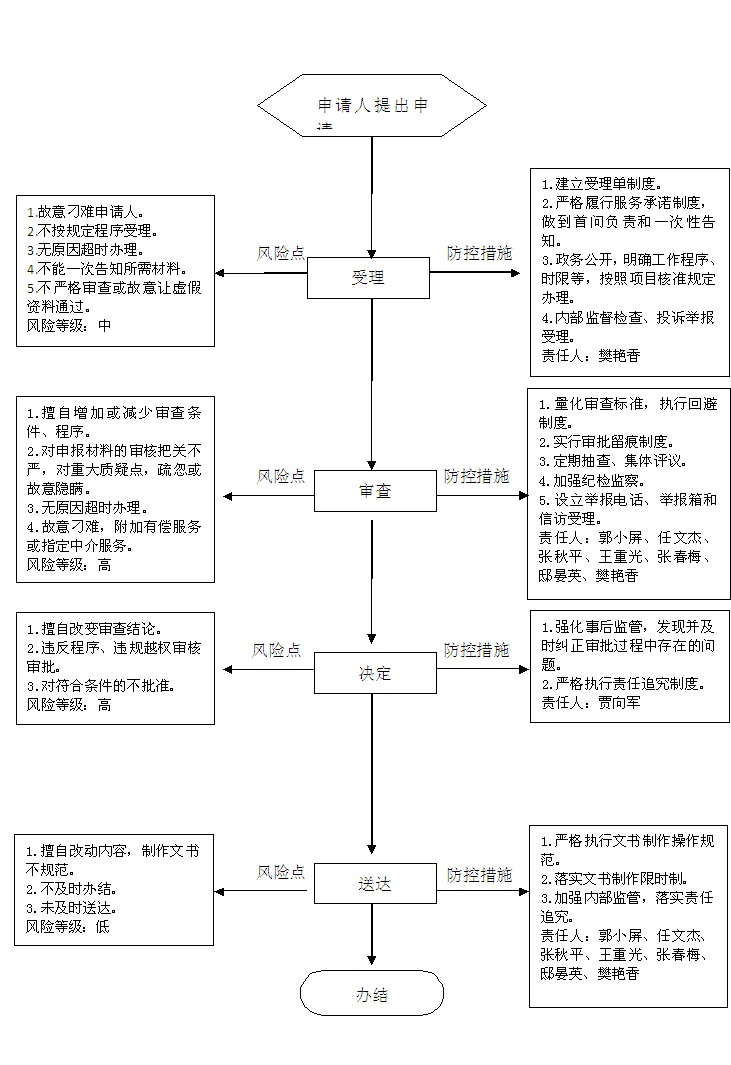 申请人提出申
请
1.故意刁难申请人。
2.不按规定程序受理。
3.无原因超时办理。
4.不能一次告知所需材料。
5.不严格审查或故意让虚假
资料通过。
风险等级：中
风险点
受理
防控措施
1.建立受理单制度。
2.严格履行服务承诺制度，
做到首问负责和一次性告
知。
3.政务公开，明确工作程序、
时限等，按照项目核准规定
办理。
4.内部监督检查、投诉举报
受理。
责任人：樊艳香
1.擅自增加或减少审查条
件、程序。
2.对申报材料的审核把关不
严，对重大质疑点，疏忽或
故意隐瞒。
3.无原因超时办理。
4.故意刁难，附加有偿服务
或指定中介服务。
风险等级：高
风险点
审查
防控措施
1.量化审查标准，执行回避
制度。
2.实行审批留痕制度。
3.定期抽查、集体评议。
4.加强纪检监察。
5.设立举报电话、举报箱和
信访受理。
责任人：郭小屏、任文杰、
张秋平、王重光、张春梅、
邸晏英、樊艳香
1.擅自改变审查结论。
2.违反程序、违规越权审核
审批。
3.对符合条件的不批准。
风险等级：高
风险点
决定
防控措施
1.强化事后监管，发现并及
时纠正审批过程中存在的问
题。
2.严格执行责任追究制度。
责任人：贾向军
1.擅自改动内容，制作文书
不规范。
2.不及时办结。
3.未及时送达。
风险等级：低
风险点
送达
防控措施
1.严格执行文书制作操作规
范。
2.落实文书制作限时制。
3.加强内部监管，落实责任
追究。
责任人：郭小屏、任文杰、
张秋平、王重光、张春梅、
邸晏英、樊艳香
办结